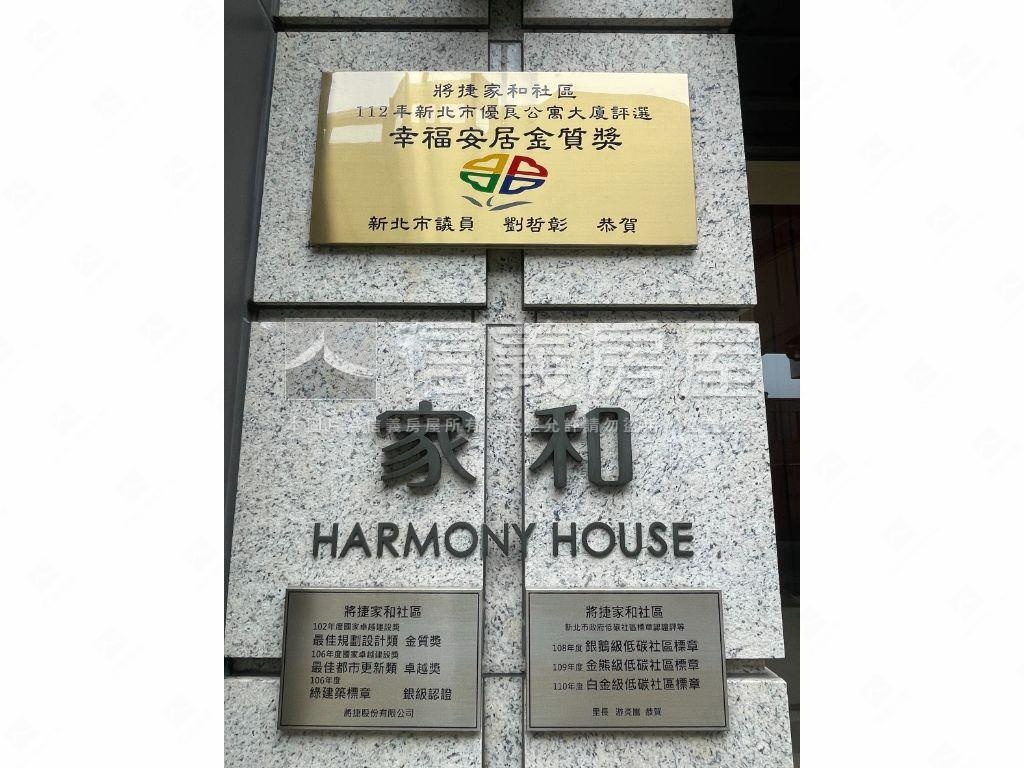 將捷家和社區
112年新北市優良公寓大廈評選
幸福安居金質獎
新北市議員 劉哲彰 恭賀
信義房屋
家和
HARMONY HOUSE
將捷家和社區
102年度國家卓越建設獎
最佳規劃設計類 金質獎
106年度國家卓越建設獎
最佳都市更新類 卓越獎
106年度
綠建築標章 銀級認證
將捷股份有限公司
將捷家和社區
新北市政府低碳社區標章認證評等
108年度 銀鵝級低碳社區標章
109年度 金熊級低碳社區標章
110年度 白金級低碳社區標章
里長 游 恭賀